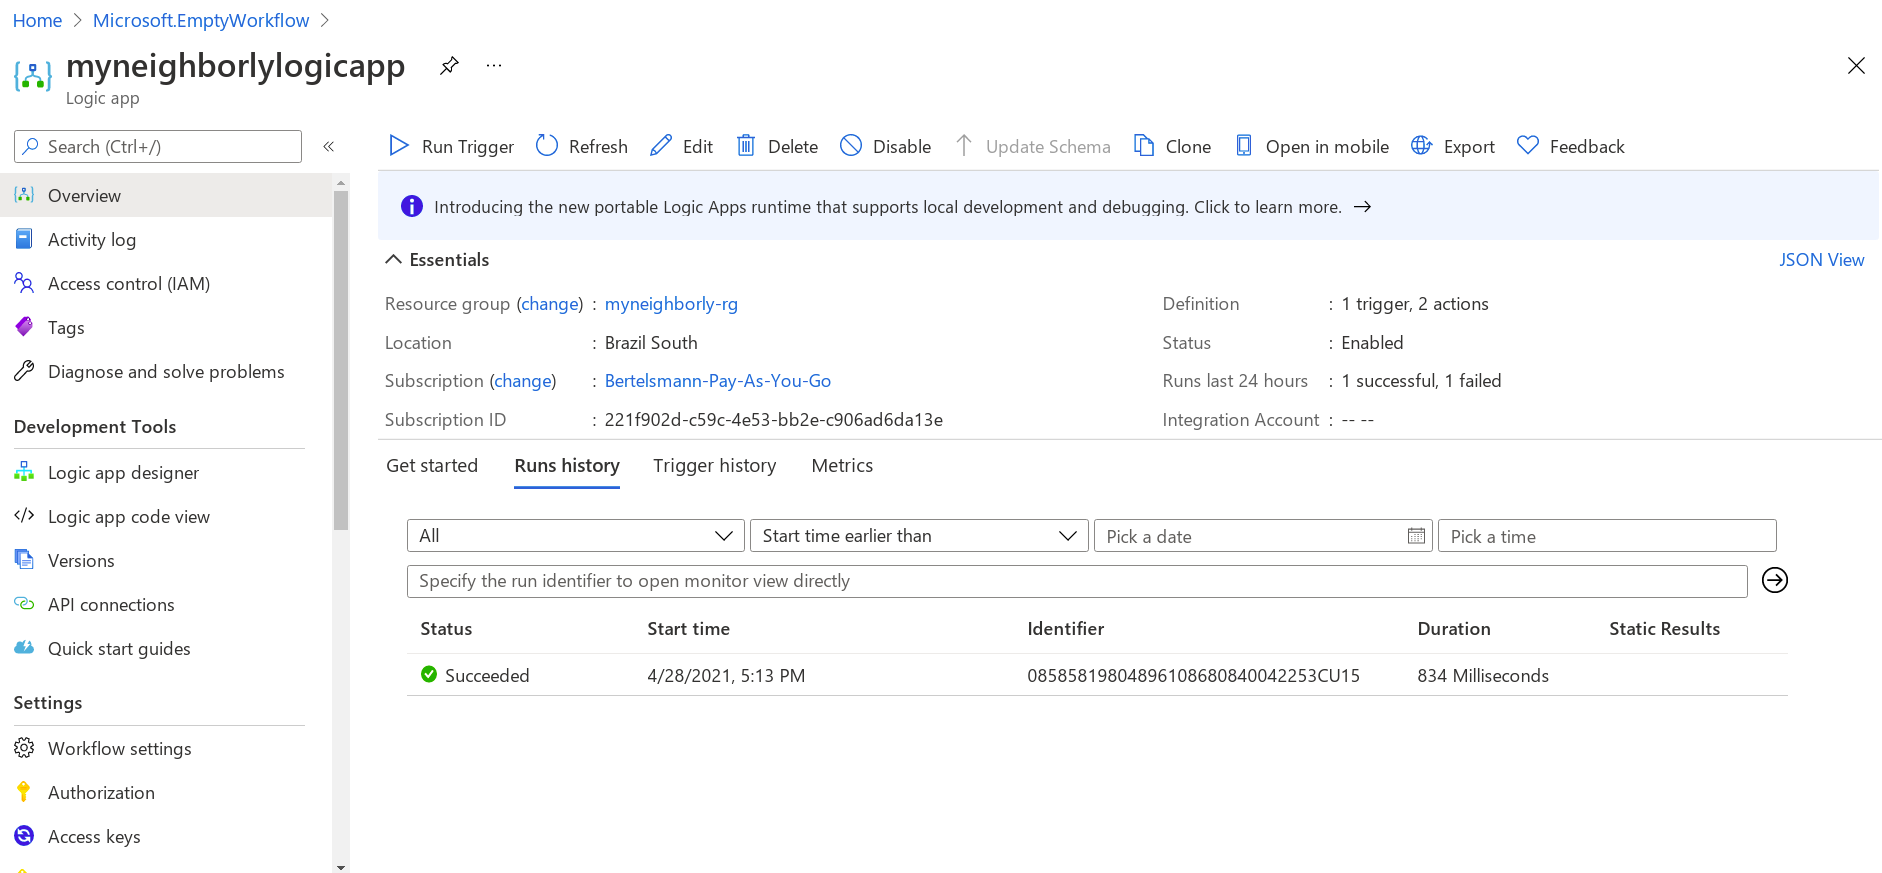 Home > Microsoft.EmptyWorkflow >
myneighborlylogicapp ...
Logic app
Search (Ctrl+/) «
Overview
Activity log
Access control (IAM)
Tags
Diagnose and solve problems
Development Tools
Logic app designer
Logic app code view
Versions
API connections
Quick start guides
Settings
Workflow settings
Authorization
Access keys
Run Trigger Refresh Edit Delete Disable Update Schema Clone Open in mobile Export Feedback
Introducing the new portable Logic Apps runtime that supports local development and debugging. Click to learn more. →
Essentials JSON View
Resource group (change) : myneighborly-rg
Location : Brazil South
Subscription (change) : Bertelsmann-Pay-As-You-Go
Subscription ID : 221f902d-c59c-4e53-bb2e-c906ad6da13e
Definition : 1 trigger, 2 actions
Status : Enabled
Runs last 24 hours : 1 successful, 1 failed
Integration Account : -- --
Get started Runs history Trigger history Metrics
All Start time earlier than Pick a date Pick a time
Specify the run identifier to open monitor view directly
Status Start time Identifier Duration Static Results
Succeeded 4/28/2021, 5:13 PM 08585819804896108680840042253CU15 834 Milliseconds